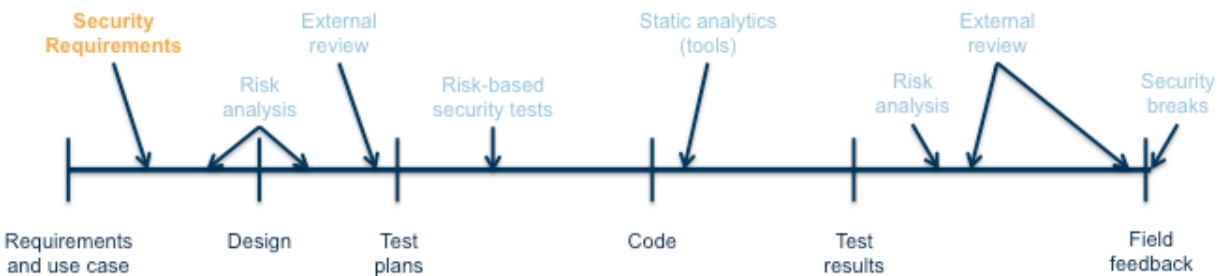 Security
Requirements
External
review
Static analytics
(tools)
External
review
Risk
analysis
Risk-based
security tests
Risk
analysis
Security
breaks
Requirements
and use case
Design
Test
plans
Code
Test
results
Field
feedback